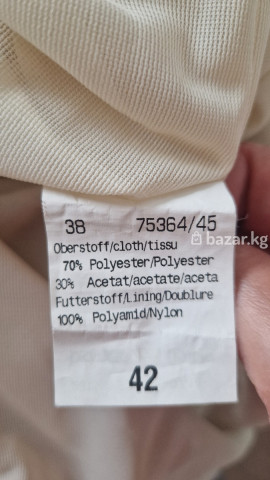 38 75364/45
Oberstoff/cloth/tissu
70% Polyester/Polyester
30% Acetat/acetate/aceta
Futterstoff/Lining/Doublure
100% Polyamid/Nylon
42
bazar.kg